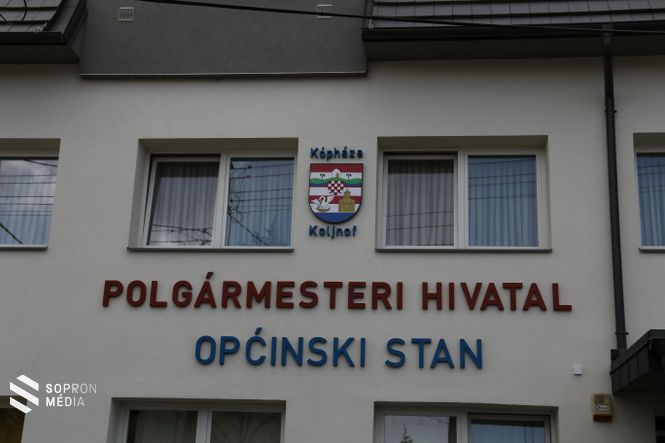 Kópháza
Koljnof
POLGÁRMESTERI HIVATAL
OPĆINSKI STAN
SOPRON
MÉDIA